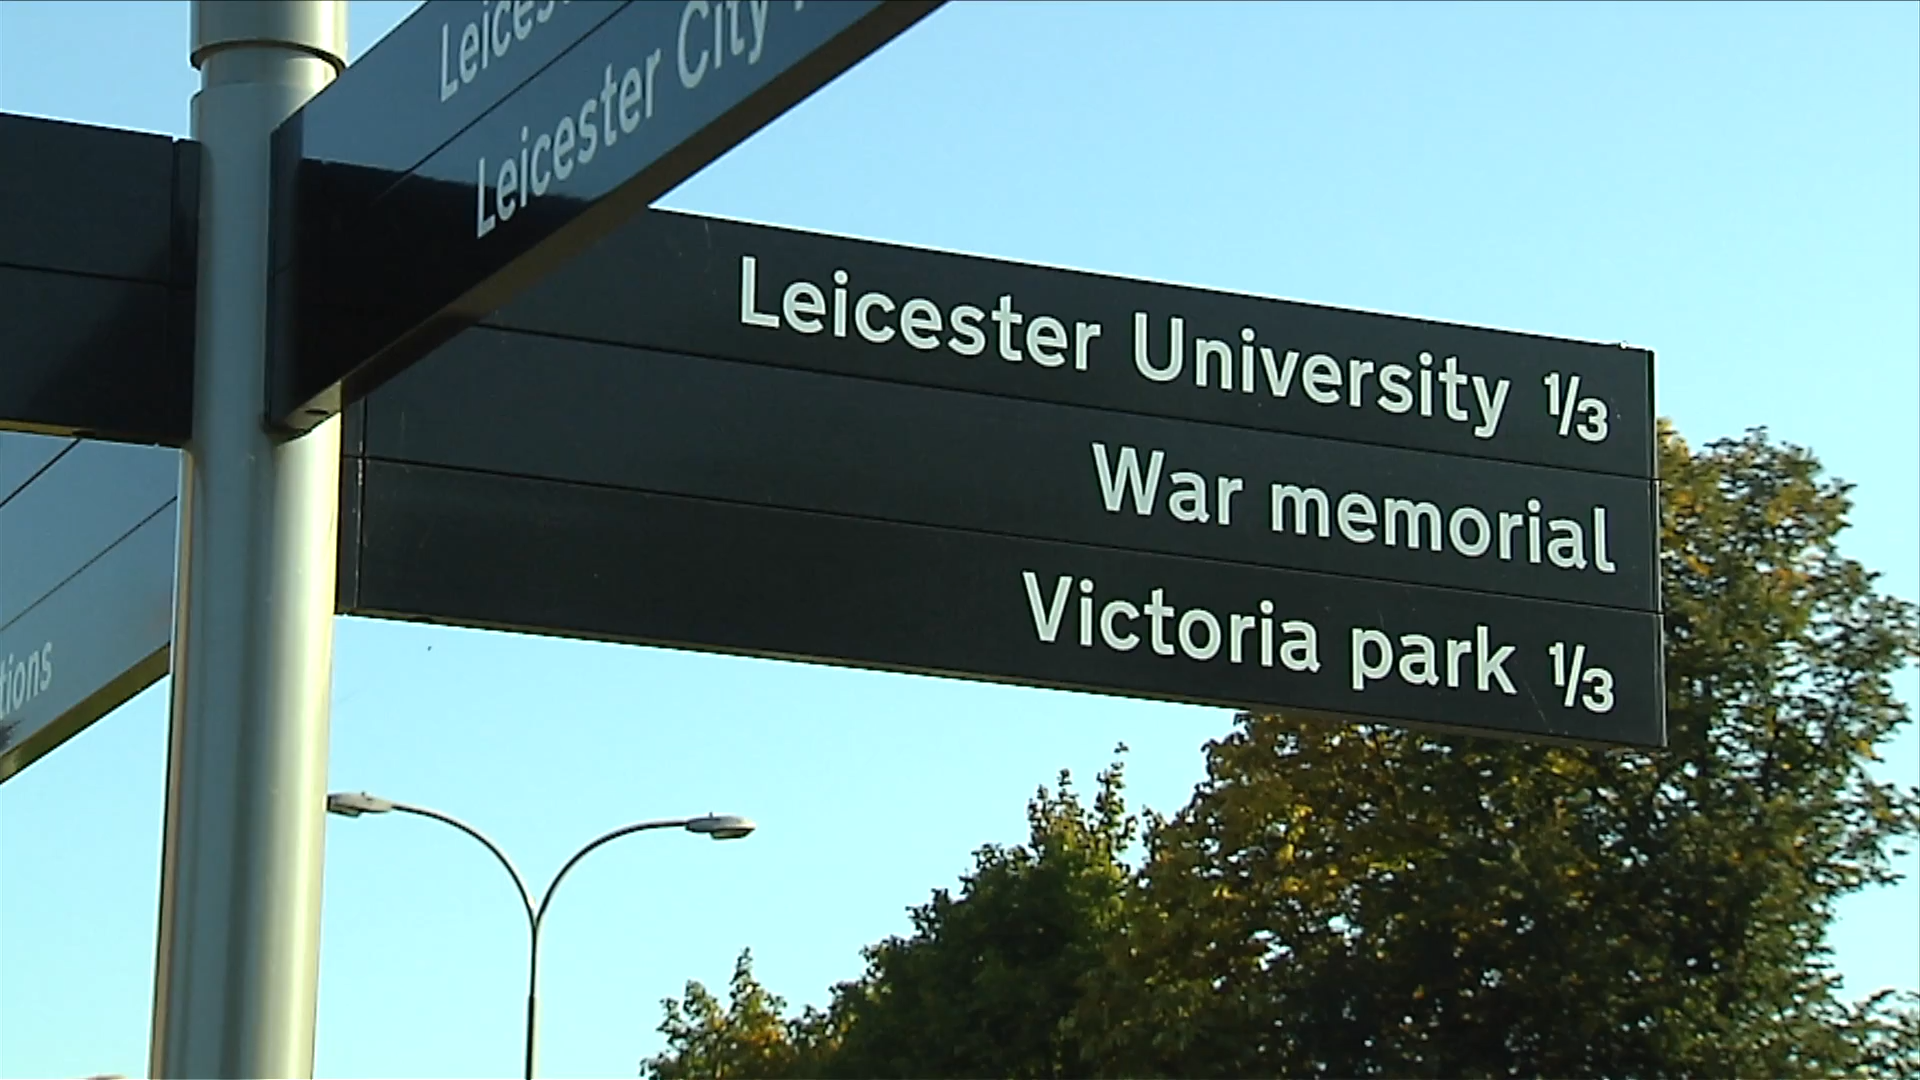 Leicester City
Leicester University 1/3
War memorial
Victoria park 1/3